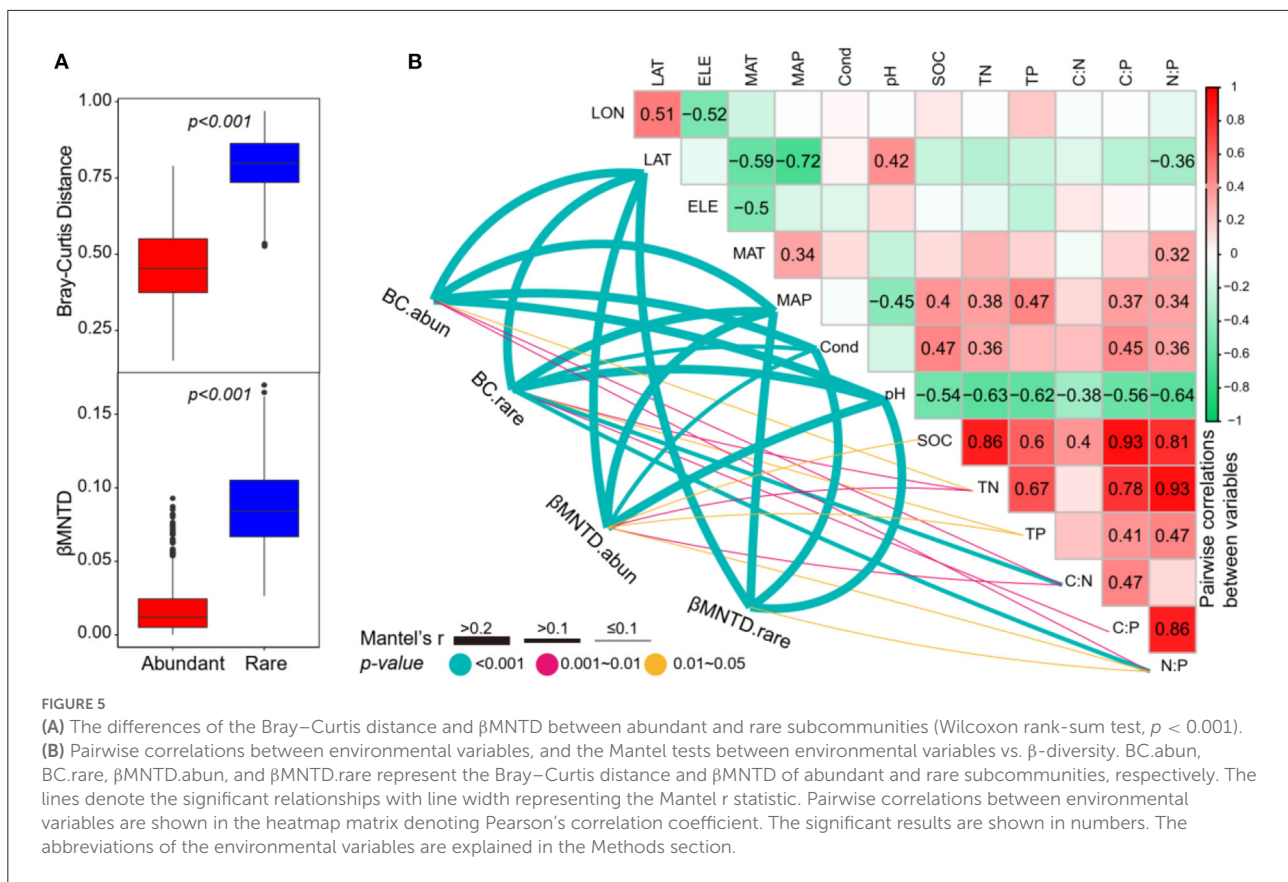 A
1.00
p<0.001
0.75
0.50
0.25
Bray-Curtis Distance
p<0.001
0.15
0.10
0.05
0.00
βMNTD
Abundant Rare
B
LAT ELE MAT MAP Cond pH SOC TN TP C:N C:P N:P
LON 0.51 −0.52
LAT −0.59 −0.72 0.42 −0.36
ELE −0.5
MAT 0.34 0.32
MAP −0.45 0.4 0.38 0.47 0.37 0.34
Cond 0.47 0.36 0.45 0.36
pH −0.54 −0.63 −0.62 −0.38 −0.56 −0.64
SOC 0.86 0.6 0.4 0.93 0.81
TN 0.67 0.78 0.93
TP 0.41 0.47
C:N 0.47
C:P 0.86
N:P
BC.abun
BC.rare
βMNTD.abun
βMNTD.rare
1
0.8
0.6
0.4
0.2
0
−0.2
−0.4
−0.6
−0.8
−1
Pairwise correlations
between variables
Mantel's r >0.2 >0.1 ≤0.1
p-value <0.001 0.001~0.01 0.01~0.05
FIGURE 5
(A) The differences of the Bray–Curtis distance and βMNTD between abundant and rare subcommunities (Wilcoxon rank-sum test, p < 0.001).
(B) Pairwise correlations between environmental variables, and the Mantel tests between environmental variables vs. β-diversity. BC.abun,
BC.rare, βMNTD.abun, and βMNTD.rare represent the Bray–Curtis distance and βMNTD of abundant and rare subcommunities, respectively. The
lines denote the significant relationships with line width representing the Mantel r statistic. Pairwise correlations between environmental
variables are shown in the heatmap matrix denoting Pearson's correlation coefficient. The significant results are shown in numbers. The
abbreviations of the environmental variables are explained in the Methods section.